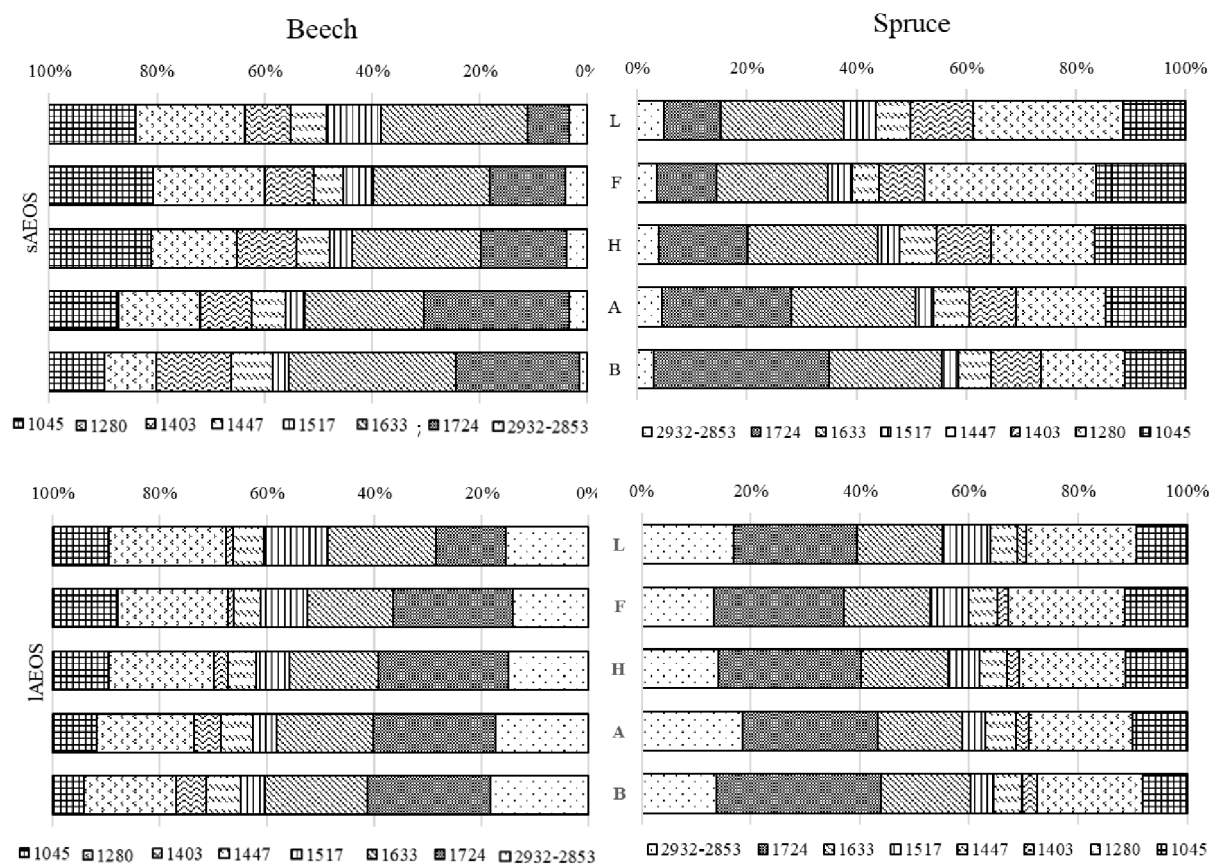 Beech
Spruce
100% 80% 60% 40% 20% 0%
0% 20% 40% 60% 80% 100%
sAEOS
L
F
H
A
B
1045 1280 1403 1447 1517 1633 ; 1724 2932-2853
2932-2853 1724 1633 1517 1447 1403 1280 1045
100% 80% 60% 40% 20% 0%
0% 20% 40% 60% 80% 100%
lAEOS
L
F
H
A
B
1045 1280 1403 1447 1517 1633 1724 2932-2853
2932-2853 1724 1633 1517 1447 1403 1280 1045